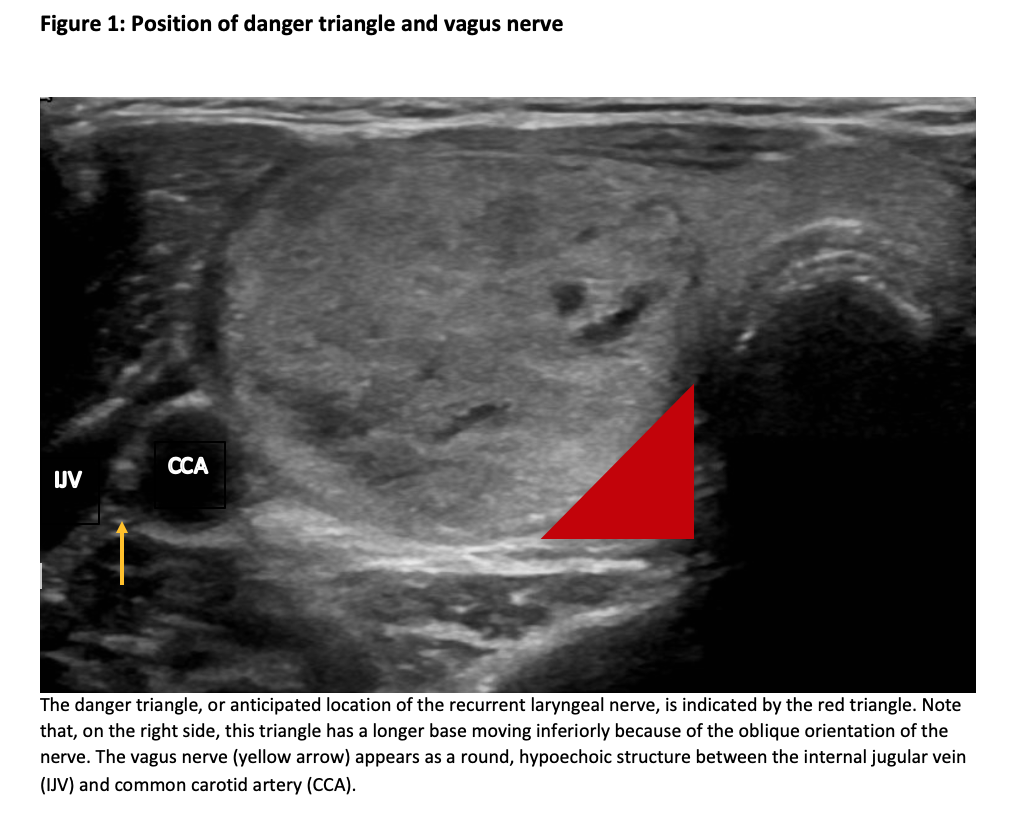 Figure 1: Position of danger triangle and vagus nerve
CCA
IJV
The danger triangle, or anticipated location of the recurrent laryngeal nerve, is indicated by the red triangle. Note
that, on the right side, this triangle has a longer base moving inferiorly because of the oblique orientation of the
nerve. The vagus nerve (yellow arrow) appears as a round, hypoechoic structure between the internal jugular vein
(IJV) and common carotid artery (CCA).